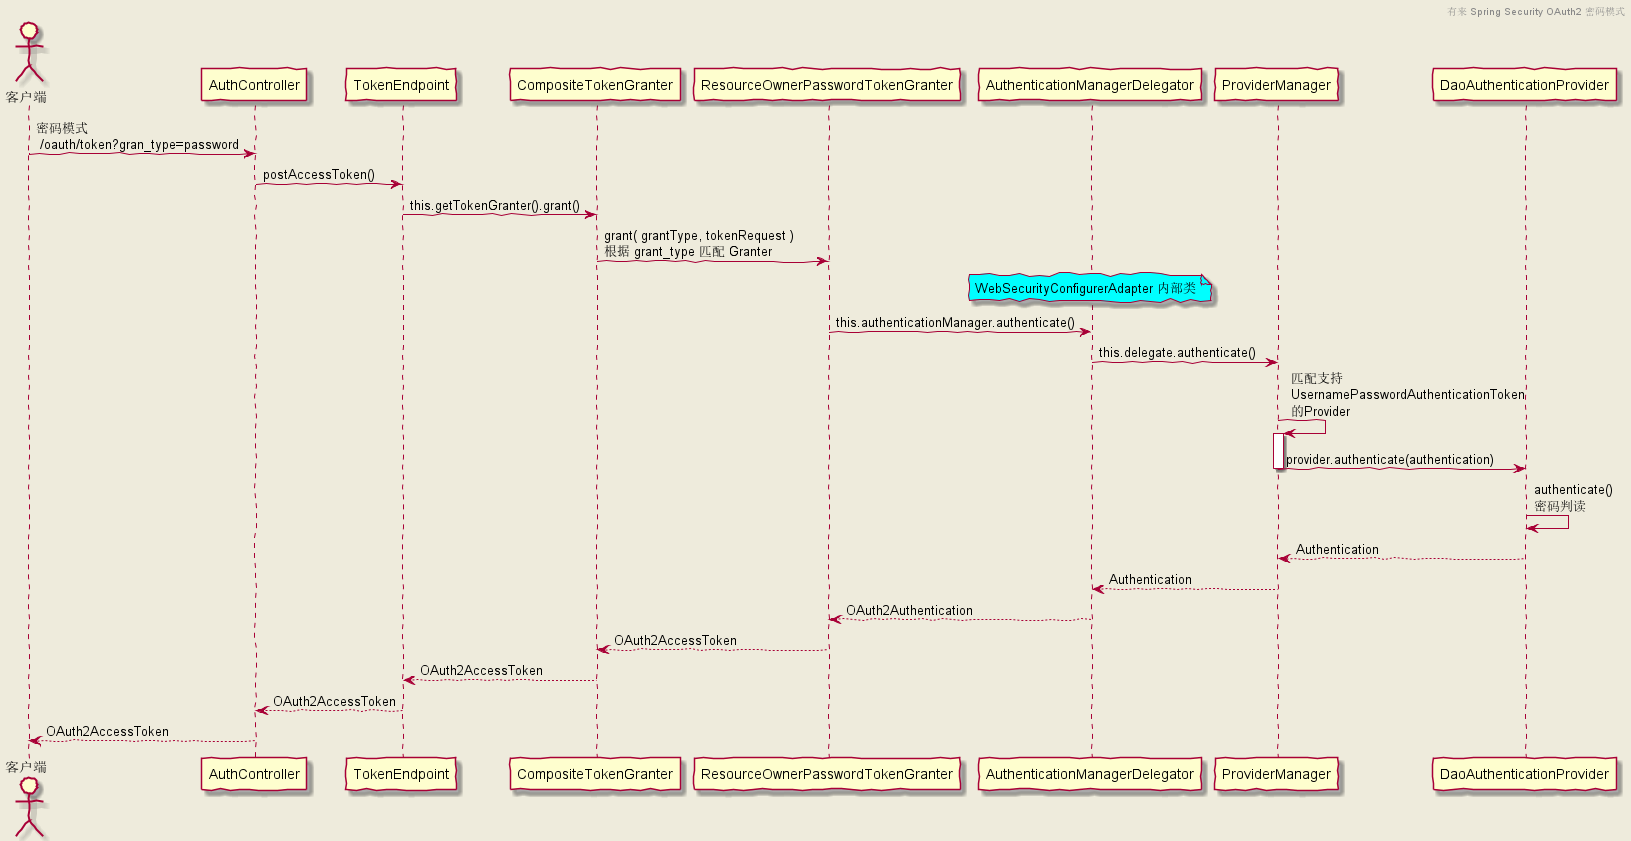 有来 Spring Security OAuth2 密码模式
客户端
AuthController
TokenEndpoint
CompositeTokenGranter
ResourceOwnerPasswordTokenGranter
AuthenticationManagerDelegator
ProviderManager
DaoAuthenticationProvider
密码模式
/oauth/token?gran_type=password
postAccessToken()
this.getTokenGranter().grant()
grant( grantType, tokenRequest )
根据 grant_type 匹配 Granter
WebSecurityConfigurerAdapter 内部类
this.authenticationManager.authenticate()
this.delegate.authenticate()
匹配支持
UsernamePasswordAuthenticationToken
的Provider
provider.authenticate(authentication)
authenticate()
密码判读
Authentication
Authentication
OAuth2Authentication
OAuth2AccessToken
OAuth2AccessToken
OAuth2AccessToken
OAuth2AccessToken
客户端
AuthController
TokenEndpoint
CompositeTokenGranter
ResourceOwnerPasswordTokenGranter
AuthenticationManagerDelegator
ProviderManager
DaoAuthenticationProvider